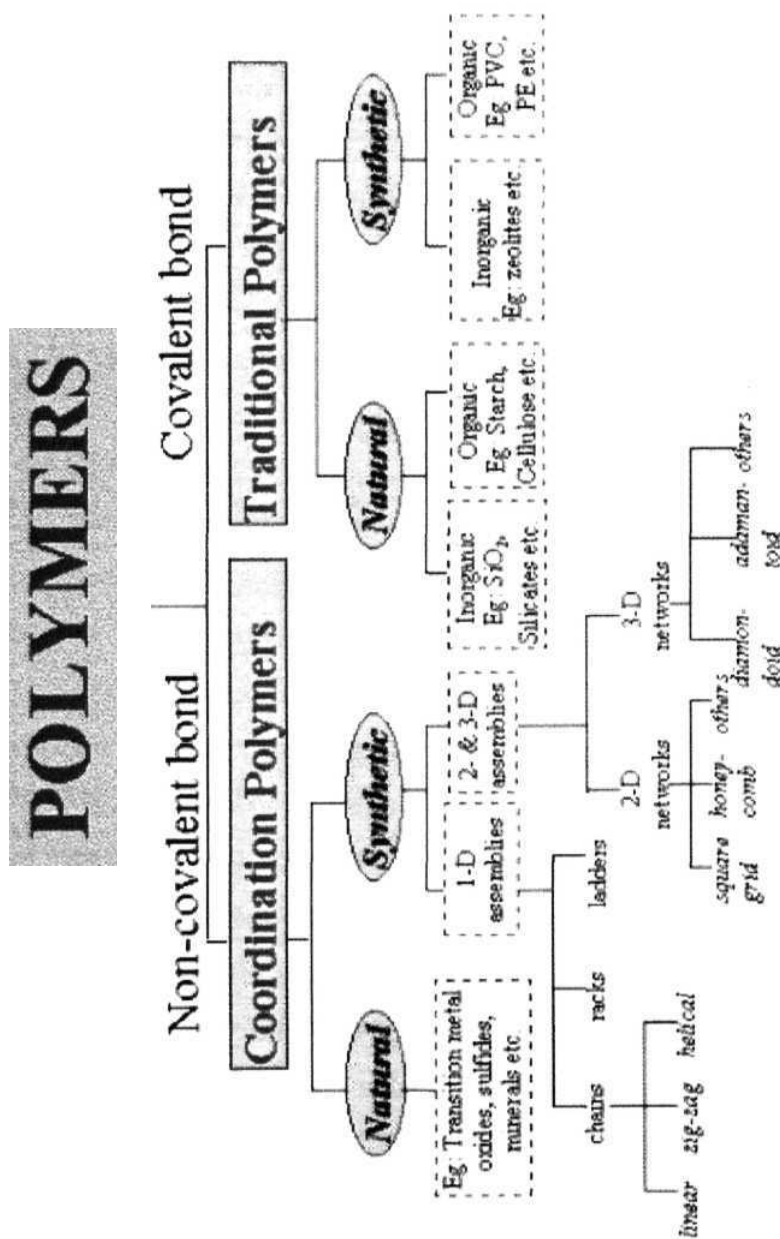 POLYMERS
Non-covalent bond
Covalent bond
Coordination Polymers
Traditional Polymers
Natural
Synthetic
Natural
Synthetic
Eg: Transition metal
oxides, sulfides,
minerals etc.
1-D
assemblies
2- & 3-D
assemblies
Inorganic
Eg: SiO₂,
Silicates etc.
Organic
Eg: Starch,
Cellulose etc.
Inorganic
Eg: zeolites etc.
Organic
Eg: PVC,
PE etc.
chains
racks
ladders
2-D
networks
3-D
networks
linear
zig-zag
helical
square
grid
honey-
comb
others
diamon-
doid
adaman-
toid
others